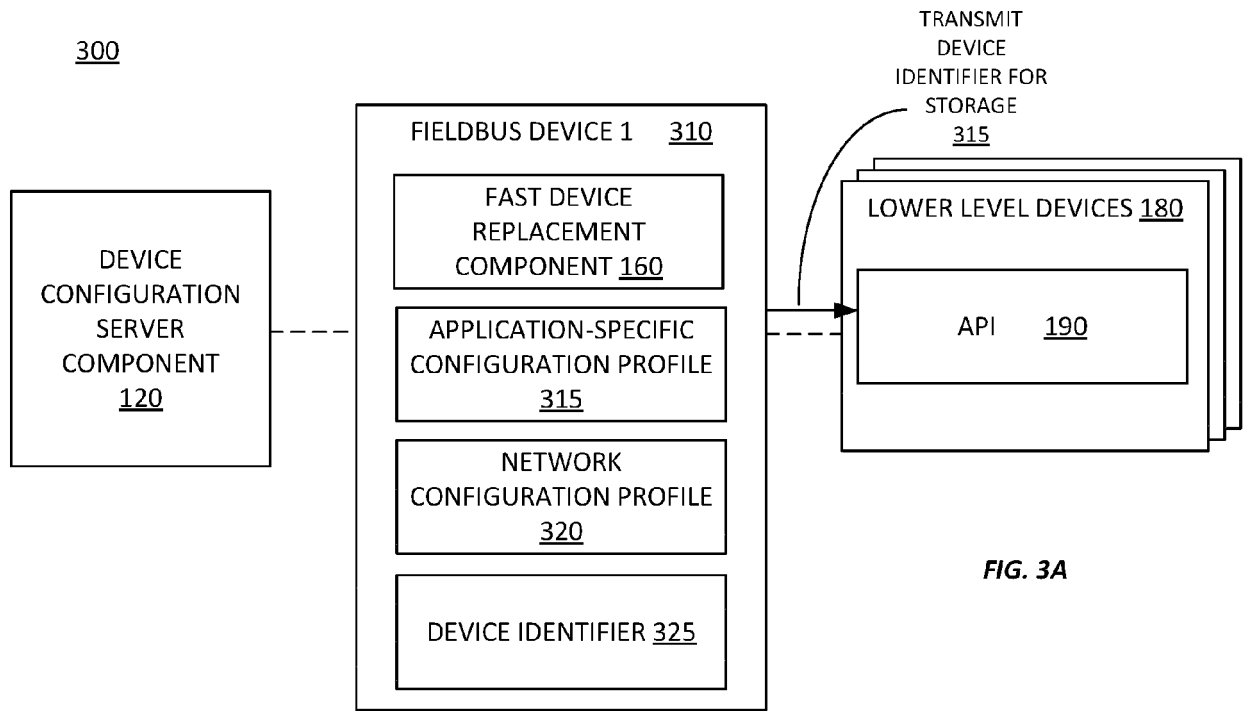 300
TRANSMIT
DEVICE
IDENTIFIER FOR
STORAGE
315
FIELDBUS DEVICE 1 310
FAST DEVICE
REPLACEMENT
COMPONENT 160
APPLICATION-SPECIFIC
CONFIGURATION PROFILE
315
NETWORK
CONFIGURATION PROFILE
320
DEVICE IDENTIFIER 325
DEVICE
CONFIGURATION
SERVER
COMPONENT
120
LOWER LEVEL DEVICES 180
API 190
FIG. 3A